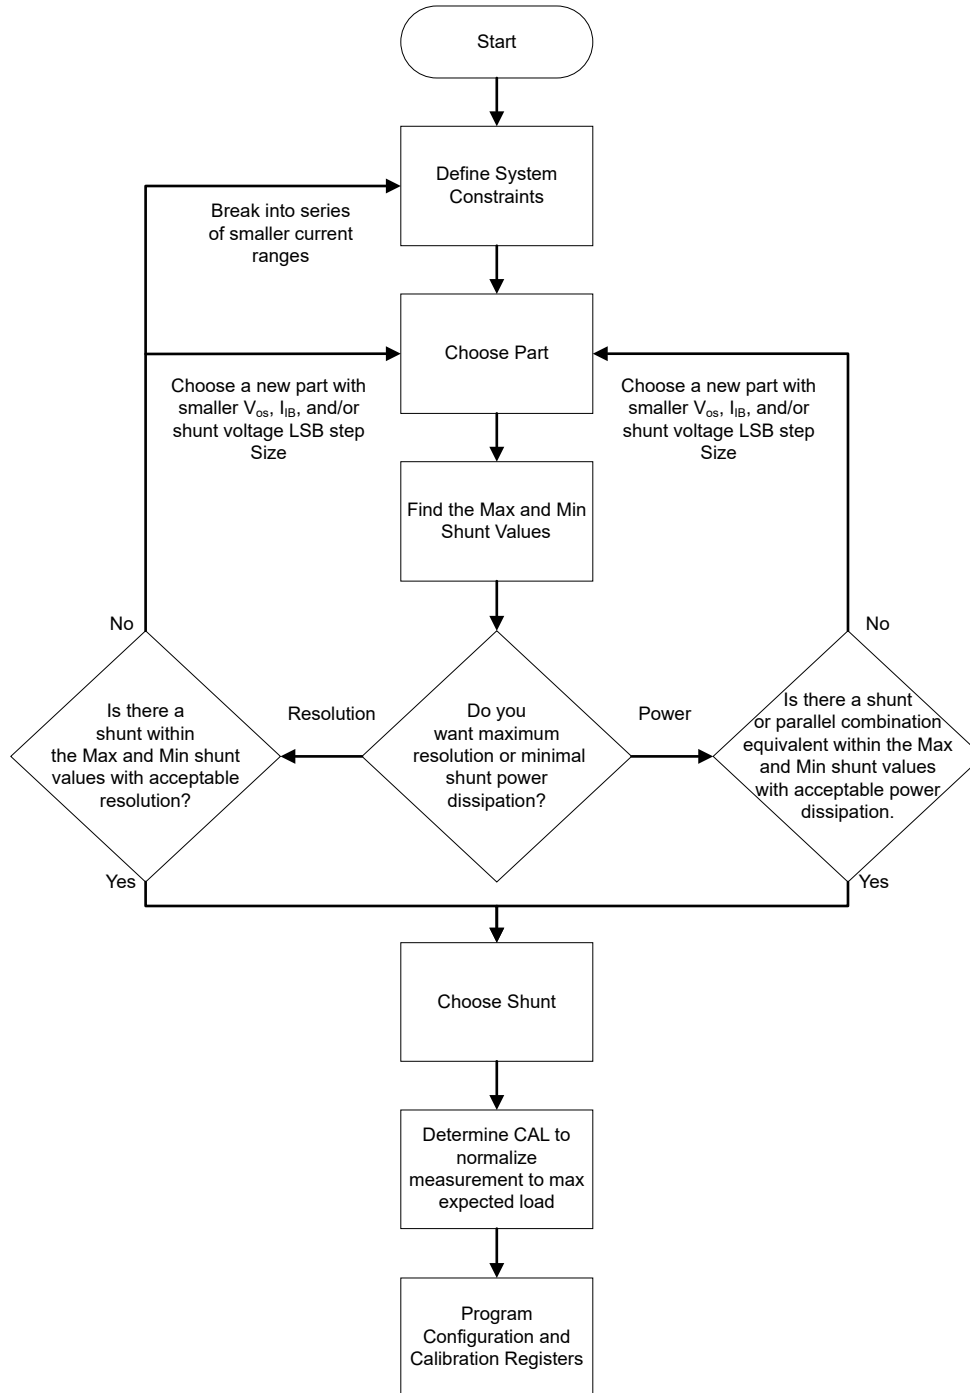 Start
Define System
Constraints
Break into series
of smaller current
ranges
Choose Part
Choose a new part with
smaller Vos, IIB, and/or
shunt voltage LSB step
Size
Choose a new part with
smaller Vos, IIB, and/or
shunt voltage LSB step
Size
Find the Max and Min
Shunt Values
No
No
Is there a
shunt within
the Max and Min shunt
values with acceptable
resolution?
Resolution
Do you
want maximum
resolution or minimal
shunt power
dissipation?
Power
Is there a shunt
or parallel combination
equivalent within the Max
and Min shunt values
with acceptable power
dissipation.
Yes
Yes
Choose Shunt
Determine CAL to
normalize
measurement to max
expected load
Program
Configuration and
Calibration Registers